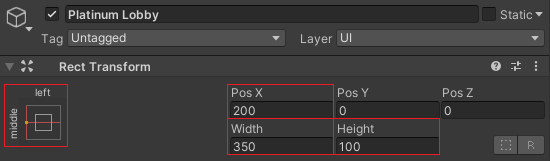 Platinum Lobby Static
Tag Untagged Layer UI
Rect Transform
left
middle
Pos X Pos Y Pos Z
200 0 0
Width Height
350 100
R